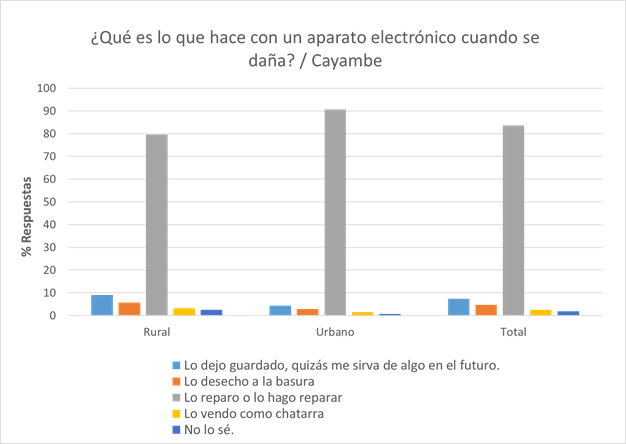 ¿Qué es lo que hace con un aparato electrónico cuando se
daña? / Cayambe
100
90
80
70
60
50
40
30
20
10
0
% Respuestas
Rural
Urbano
Total
Lo dejo guardado, quizás me sirva de algo en el futuro.
Lo desecho a la basura
Lo reparo o lo hago reparar
Lo vendo como chatarra
No lo sé.